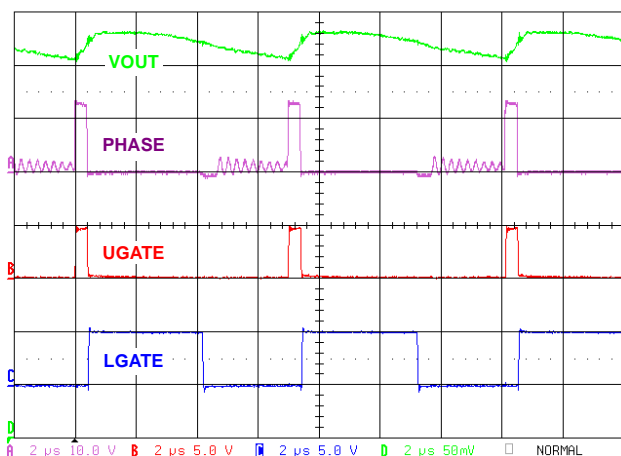 VOUT
PHASE
A
UGATE
B
LGATE
C
D
A 2 µs 10.0 V B 2 µs 5.0 V C 2 µs 5.0 V D 2 µs 50mV NORMAL